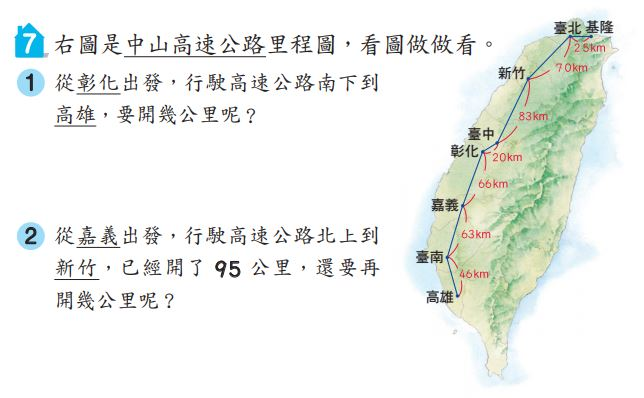 7 右圖是中山高速公路里程圖，看圖做做看。
1 從彰化出發，行駛高速公路南下到
高雄，要開幾公里呢？
2 從嘉義出發，行駛高速公路北上到
新竹，已經開了 95 公里，還要再
開幾公里呢？
臺北 基隆
25km
70km
新竹
83km
臺中
彰化 20km
66km
嘉義
63km
臺南
46km
高雄